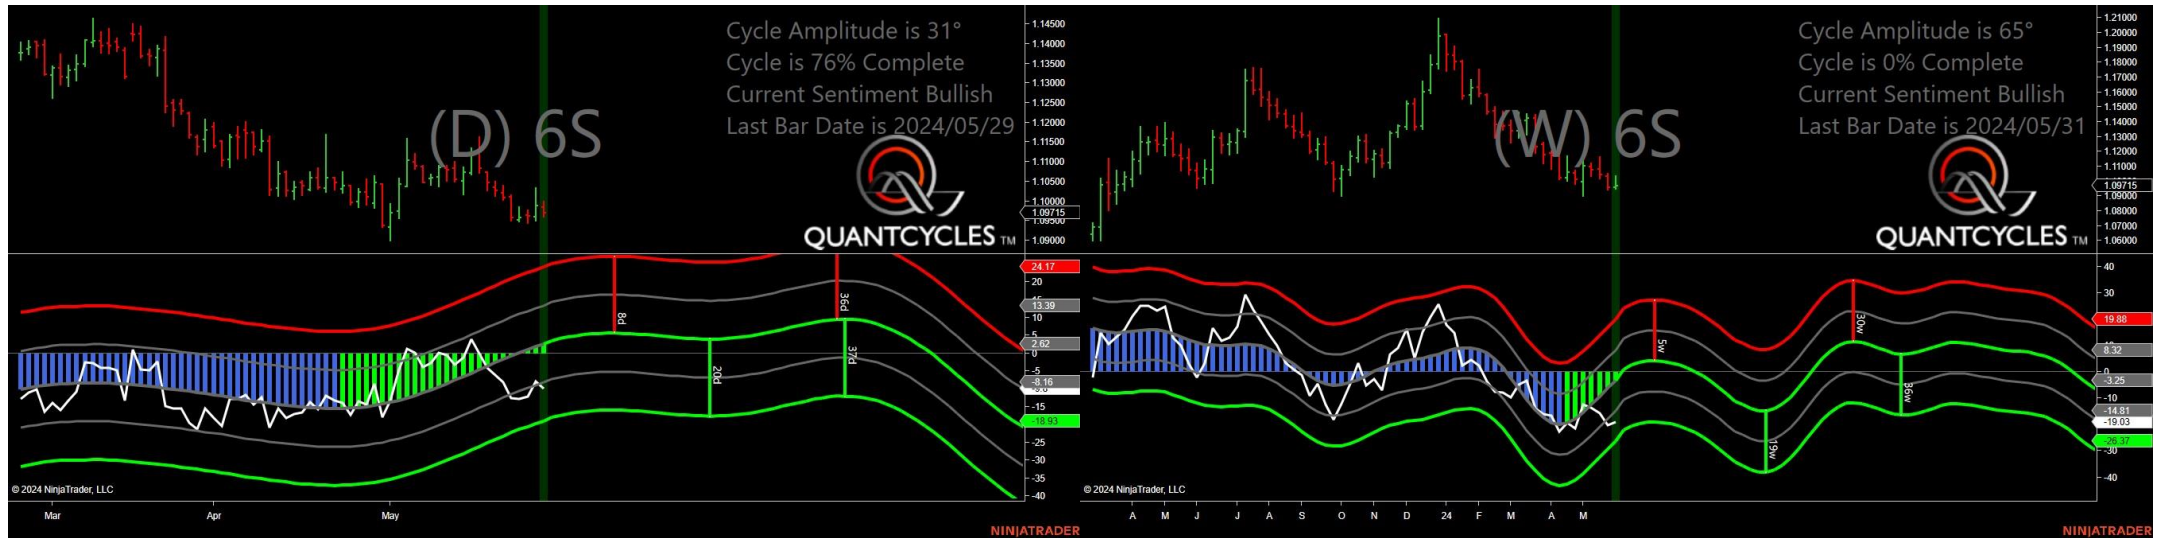 Cycle Amplitude is 31°
Cycle is 76% Complete
Current Sentiment Bullish
Last Bar Date is 2024/05/29
(D) 6S
QUANTCYCLES TM
1.14500
1.14000
1.13500
1.13000
1.12500
1.12000
1.11500
1.11000
1.10500
1.10000
1.09715
1.09000
24.17
20
13.39
10
5
2.62
0
-5
-8.16
-15
-18.93
-25
-30
-35
-40
8d
20d
36d
37d
© 2024 NinjaTrader, LLC
Mar
Apr
May
NINJATRADER
Cycle Amplitude is 65°
Cycle is 0% Complete
Current Sentiment Bullish
Last Bar Date is 2024/05/31
(W) 6S
QUANTCYCLES TM
1.21000
1.20000
1.19000
1.18000
1.17000
1.16000
1.15000
1.14000
1.13000
1.12000
1.11000
1.09715
1.09000
1.08000
1.07000
1.06000
40
30
19.88
10
8.32
0
-3.25
-10
-14.81
-19.03
-26.37
-30
-40
5w
19w
30w
36w
© 2024 NinjaTrader, LLC
A M J J A S O N D 24 F M A M
NINJATRADER